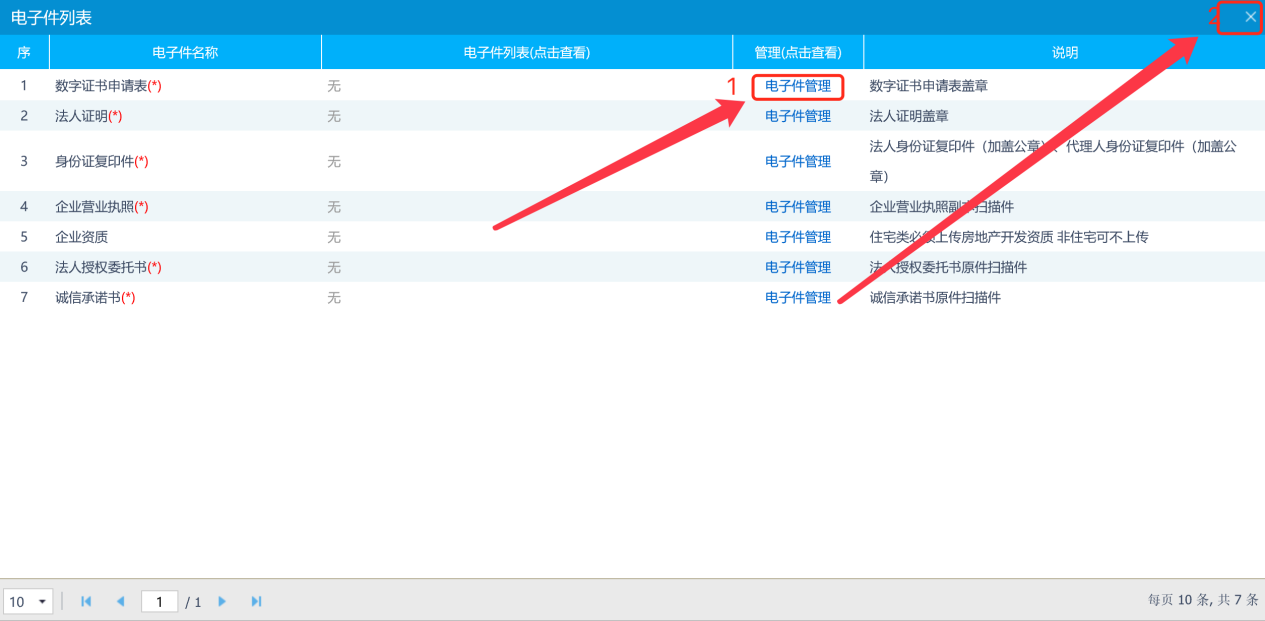 电子件列表
2
序 电子件名称 电子件列表(点击查看) 管理(点击查看) 说明
1 数字证书申请表(*) 无 1 电子件管理 数字证书申请表盖章
2 法人证明(*) 无 电子件管理 法人证明盖章
3 身份证复印件(*) 无 电子件管理 法人身份证复印件（加盖公章）、代理人身份证复印件（加盖公
章）
4 企业营业执照(*) 无 电子件管理 企业营业执照副本扫描件
5 企业资质 无 电子件管理 住宅类必须上传房地产开发资质 非住宅可不上传
6 法人授权委托书(*) 无 电子件管理 法人授权委托书原件扫描件
7 诚信承诺书(*) 无 电子件管理 诚信承诺书原件扫描件
10 1 / 1 每页 10 条, 共 7 条